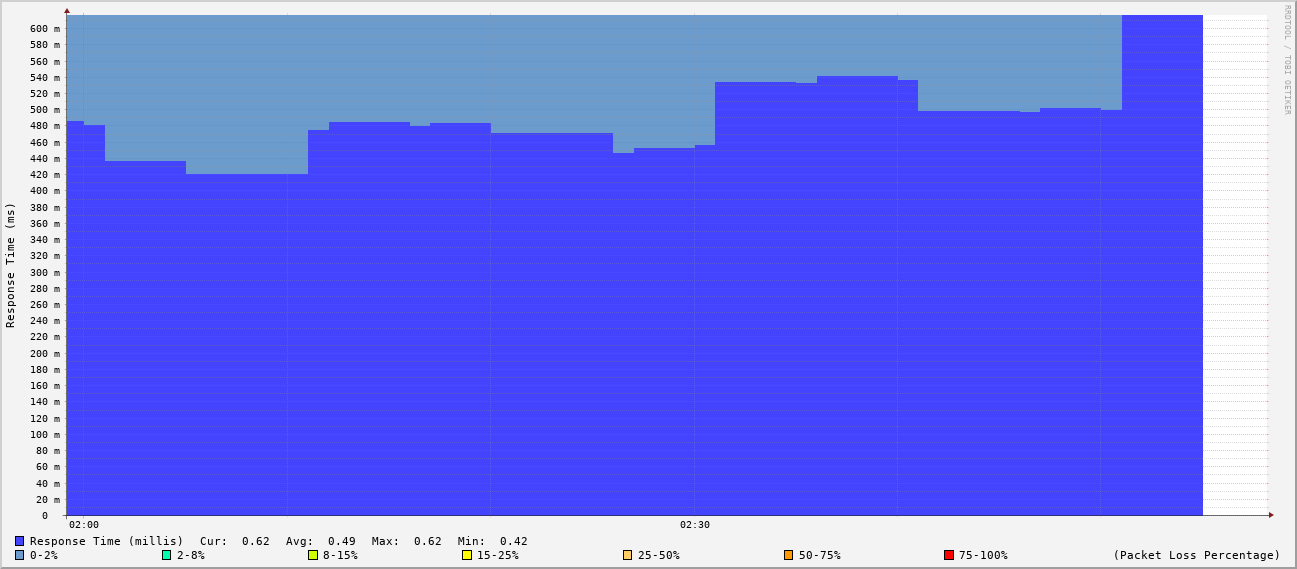 RRDTOOL / TOBI OETIKER
Response Time (ms)
600 m
580 m
560 m
540 m
520 m
500 m
480 m
460 m
440 m
420 m
400 m
380 m
360 m
340 m
320 m
300 m
280 m
260 m
240 m
220 m
200 m
180 m
160 m
140 m
120 m
100 m
80 m
60 m
40 m
20 m
0
02:00 02:30
Response Time (millis) Cur: 0.62 Avg: 0.49 Max: 0.62 Min: 0.42
0-2% 2-8% 8-15% 15-25% 25-50% 50-75% 75-100% (Packet Loss Percentage)